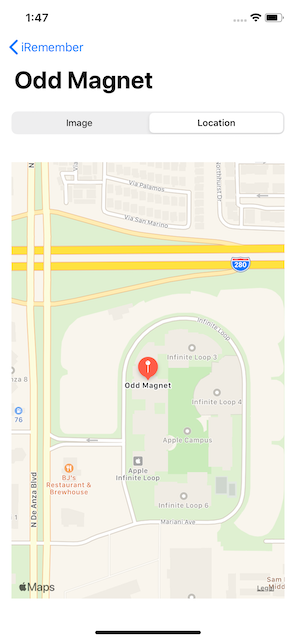 1:47
iRemember
Odd Magnet
Image
Location
Via Palamos
Northhurst Dr
Via San Marino
280
Infinite Loop
Infinite Loop 3
Odd Magnet
Infinite Loop 4
76
Apple Campus
N De Anza Blvd
BJ's
Restaurant &
Brewhouse
Apple
Infinite Loop
Infinite Loop 6
Mariani Ave
Maps
Legal